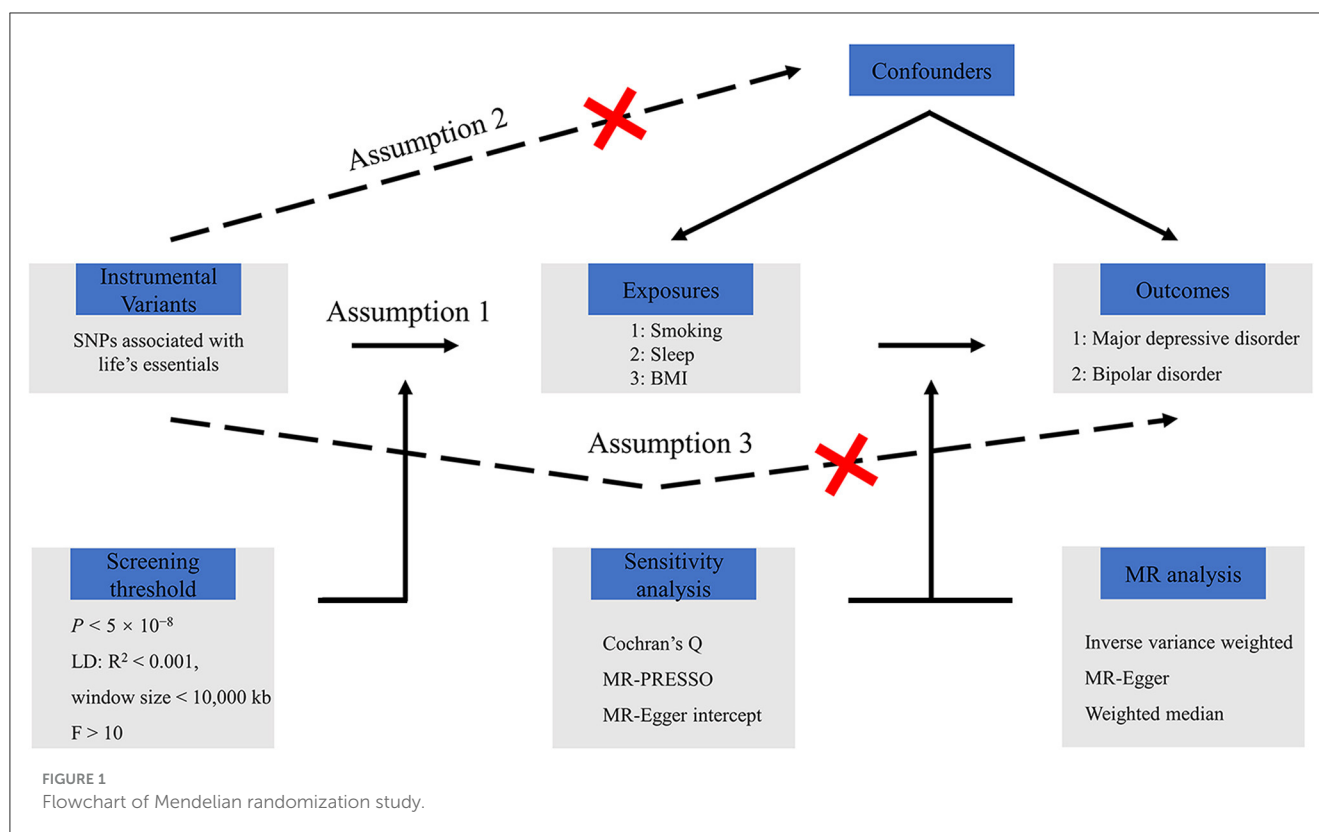 Confounders
Assumption 2
Instrumental
Variants
SNPs associated with
life's essentials
Assumption 1
Exposures
1: Smoking
2: Sleep
3: BMI
Outcomes
1: Major depressive disorder
2: Bipolar disorder
Assumption 3
Screening
threshold
P < 5 × 10⁻⁸
LD: R² < 0.001,
window size < 10,000 kb
F > 10
Sensitivity
analysis
Cochran's Q
MR-PRESSO
MR-Egger intercept
MR analysis
Inverse variance weighted
MR-Egger
Weighted median
FIGURE 1
Flowchart of Mendelian randomization study.